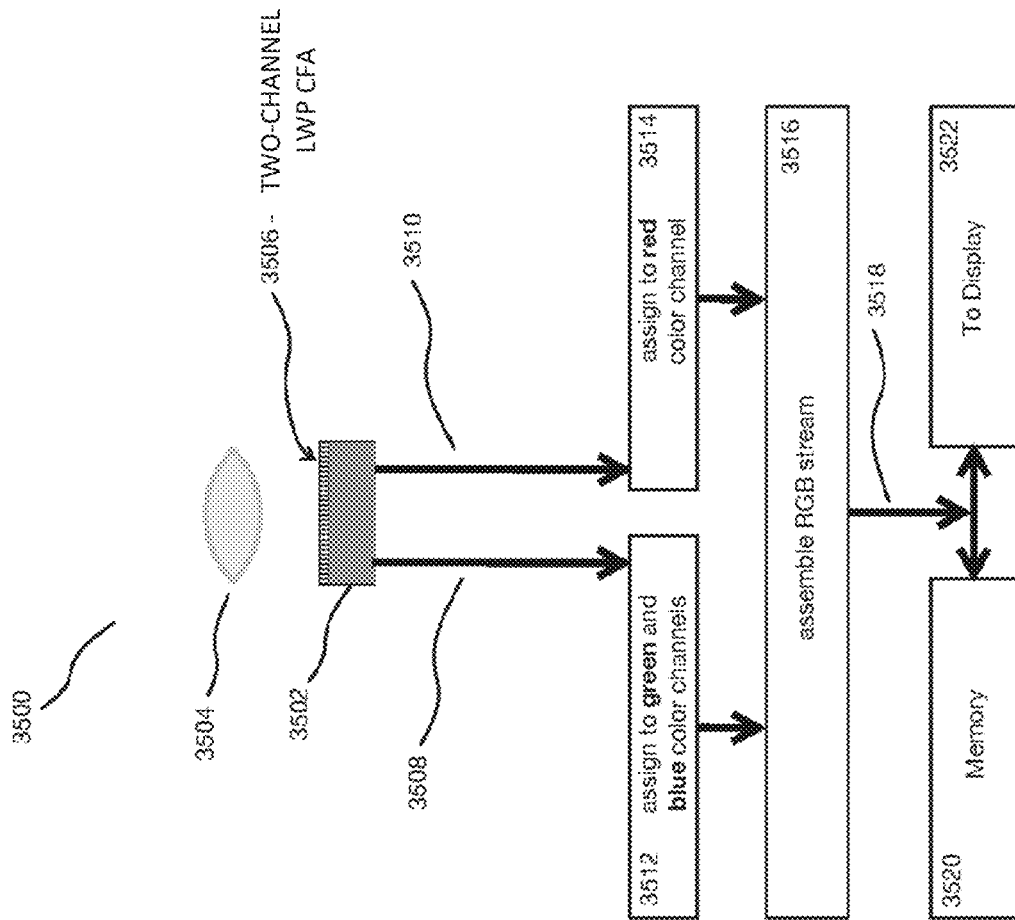 3500
3504
3506 - TWO-CHANNEL
LWP CFA
3502
3508
3510
3512
assign to green and
blue color channels
assign to red
color channel
3514
assemble RGB stream
3516
3518
3520
Memory
To Display
3522